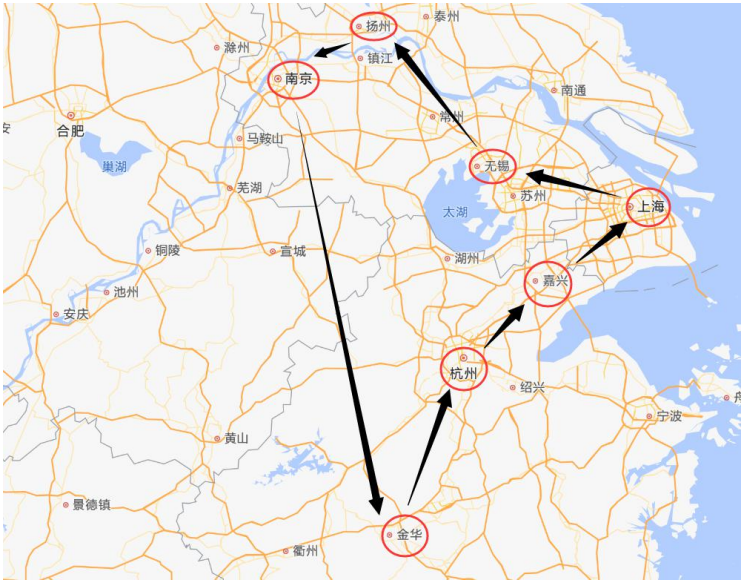 扬州
泰州
滁州
镇江
南京
南通
常州
合肥
马鞍山
巢湖
无锡
芜湖
苏州
太湖
上海
铜陵
宣城
湖州
嘉兴
池州
安庆
杭州
绍兴
宁波
黄山
景德镇
金华
衢州